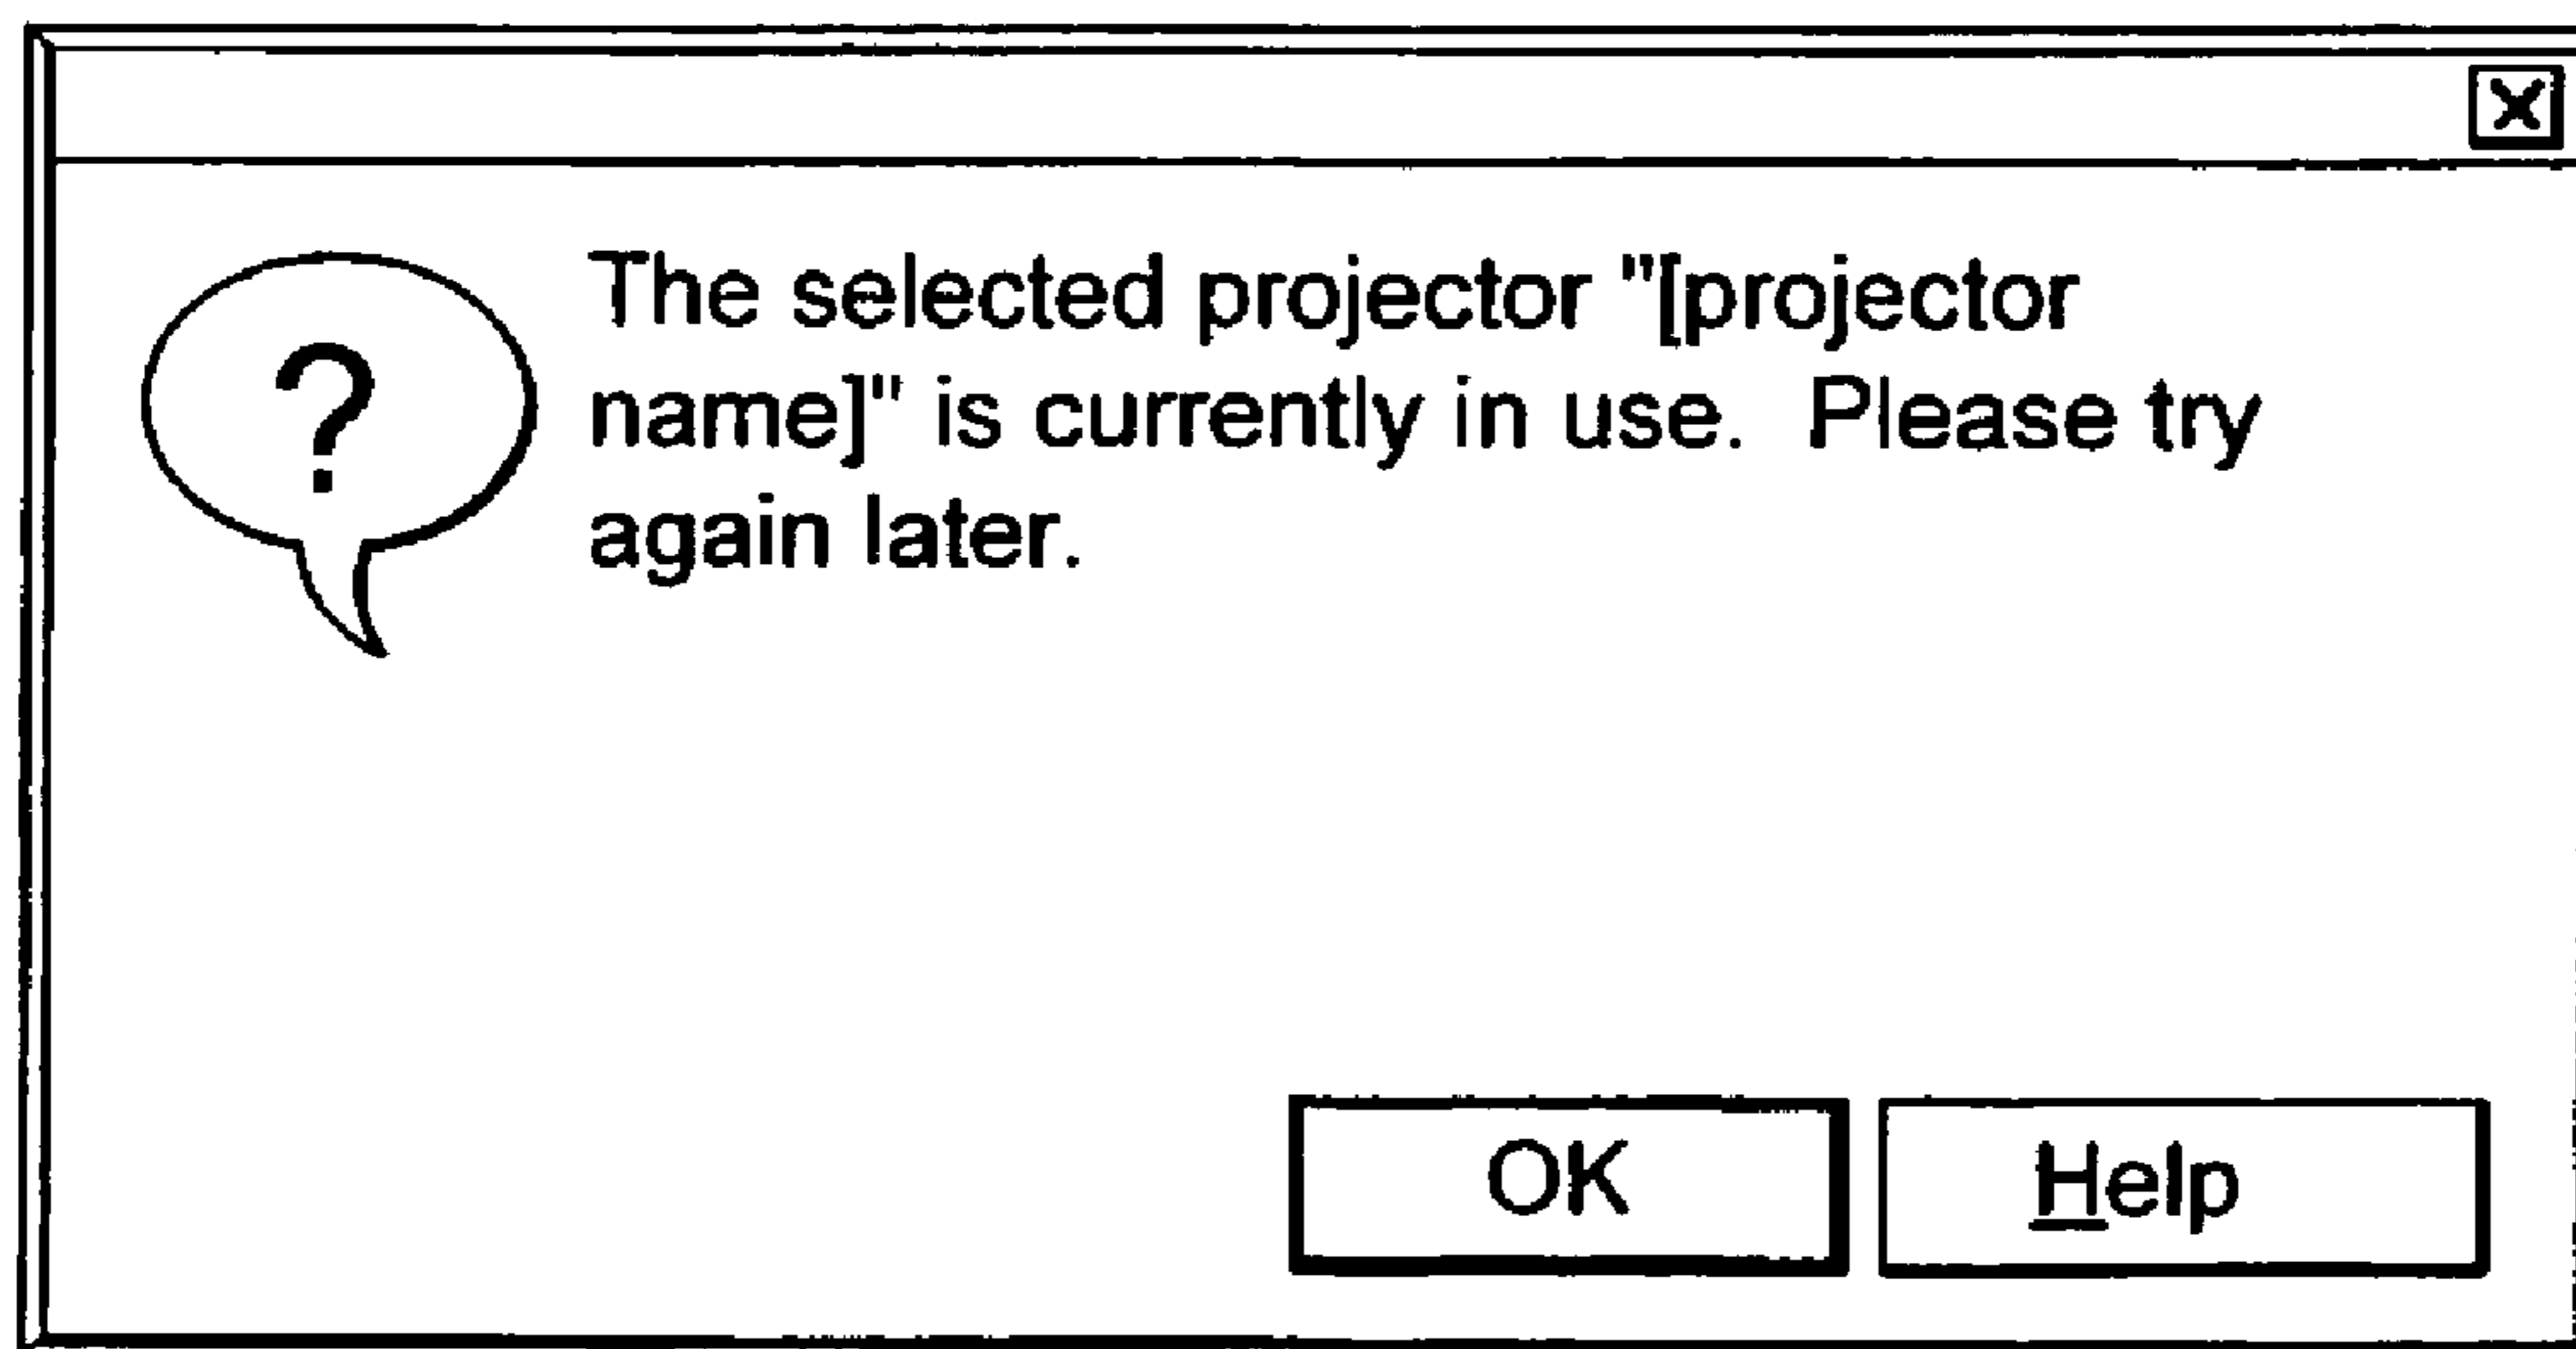 The selected projector "[projector
name]" is currently in use.  Please try
again later.
OK
Help